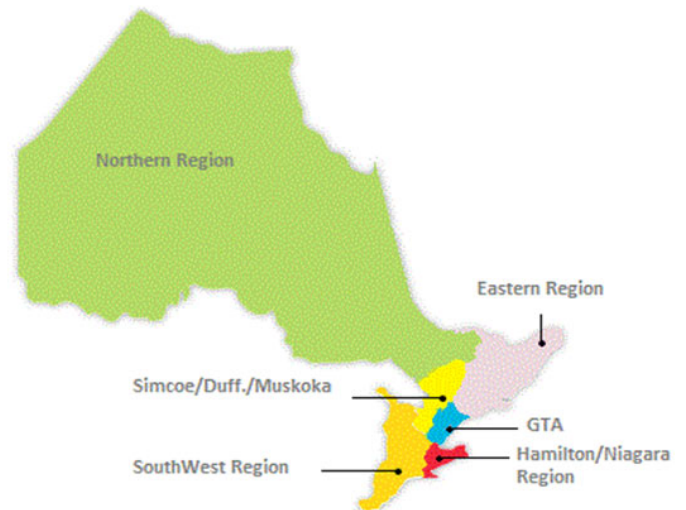 Northern Region
Eastern Region
Simcoe/Duff./Muskoka
GTA
Hamilton/Niagara
Region
SouthWest Region